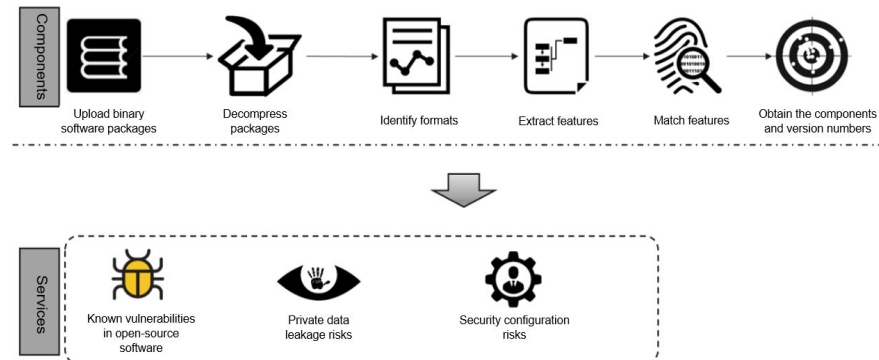 Components
Upload binary
software packages
Decompress
packages
Identify formats
Extract features
Match features
Obtain the components
and version numbers
Services
Known vulnerabilities
in open-source
software
Private data
leakage risks
Security configuration
risks